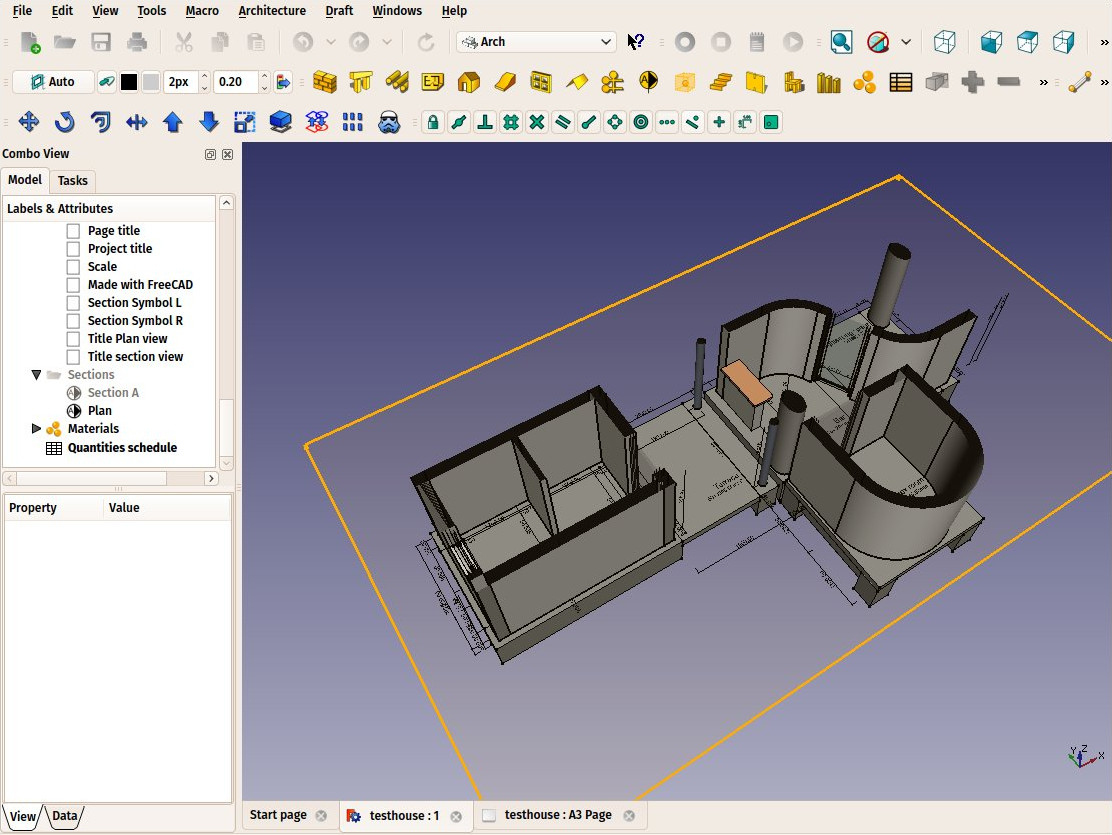 File Edit View Tools Macro Architecture Draft Windows Help
Arch
Auto 2px 0.20
Combo View
Model Tasks
Labels & Attributes
Page title
Project title
Scale
Made with FreeCAD
Section Symbol L
Section Symbol R
Title Plan view
Title section view
Sections
Section A
Plan
Materials
Quantities schedule
Property Value
Y Z X
View Data
Start page testhouse : 1 testhouse : A3 Page